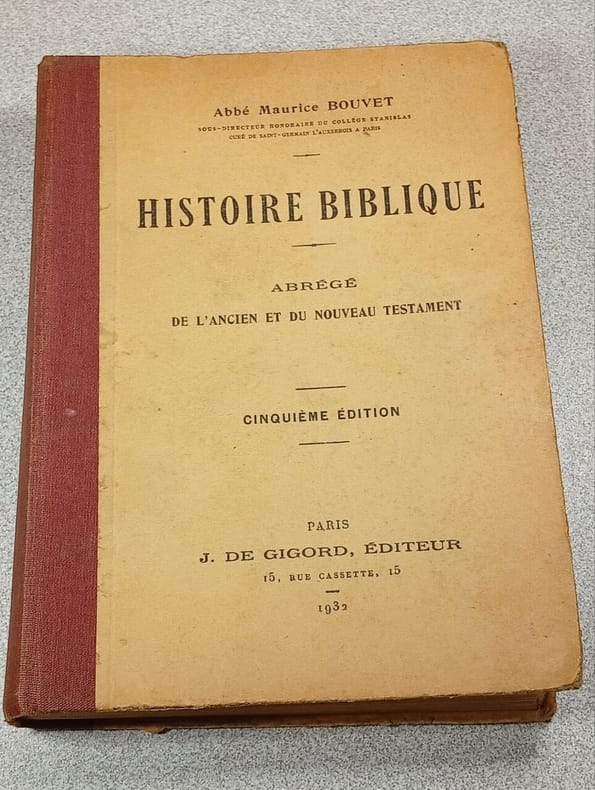 Abbé Maurice BOUVET
SOUS-DIRECTEUR HONORAIRE DU COLLÈGE STANISLAS
CURÉ DE SAINT-GERMAIN L'AUXERROIS A PARIS
HISTOIRE BIBLIQUE
ABRÉGÉ
DE L'ANCIEN ET DU NOUVEAU TESTAMENT
CINQUIÈME ÉDITION
PARIS
J. DE GIGORD, ÉDITEUR
15, RUE CASSETTE, 15
1932